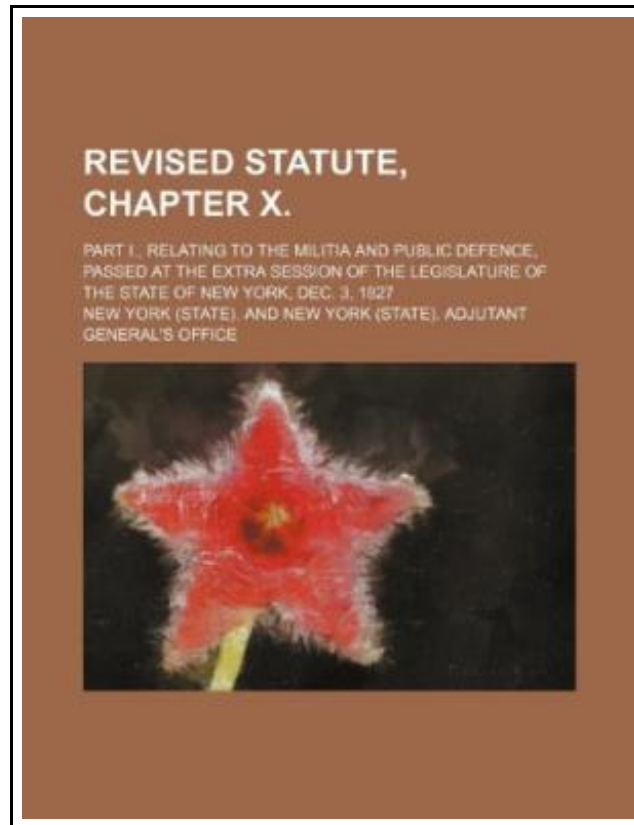 REVISED STATUTE,
CHAPTER X.
PART I., RELATING TO THE MILITIA AND PUBLIC DEFENCE,
PASSED AT THE EXTRA SESSION OF THE LEGISLATURE OF
THE STATE OF NEW YORK, DEC. 3, 1827
NEW YORK (STATE). AND NEW YORK (STATE). ADJUTANT
GENERAL'S OFFICE